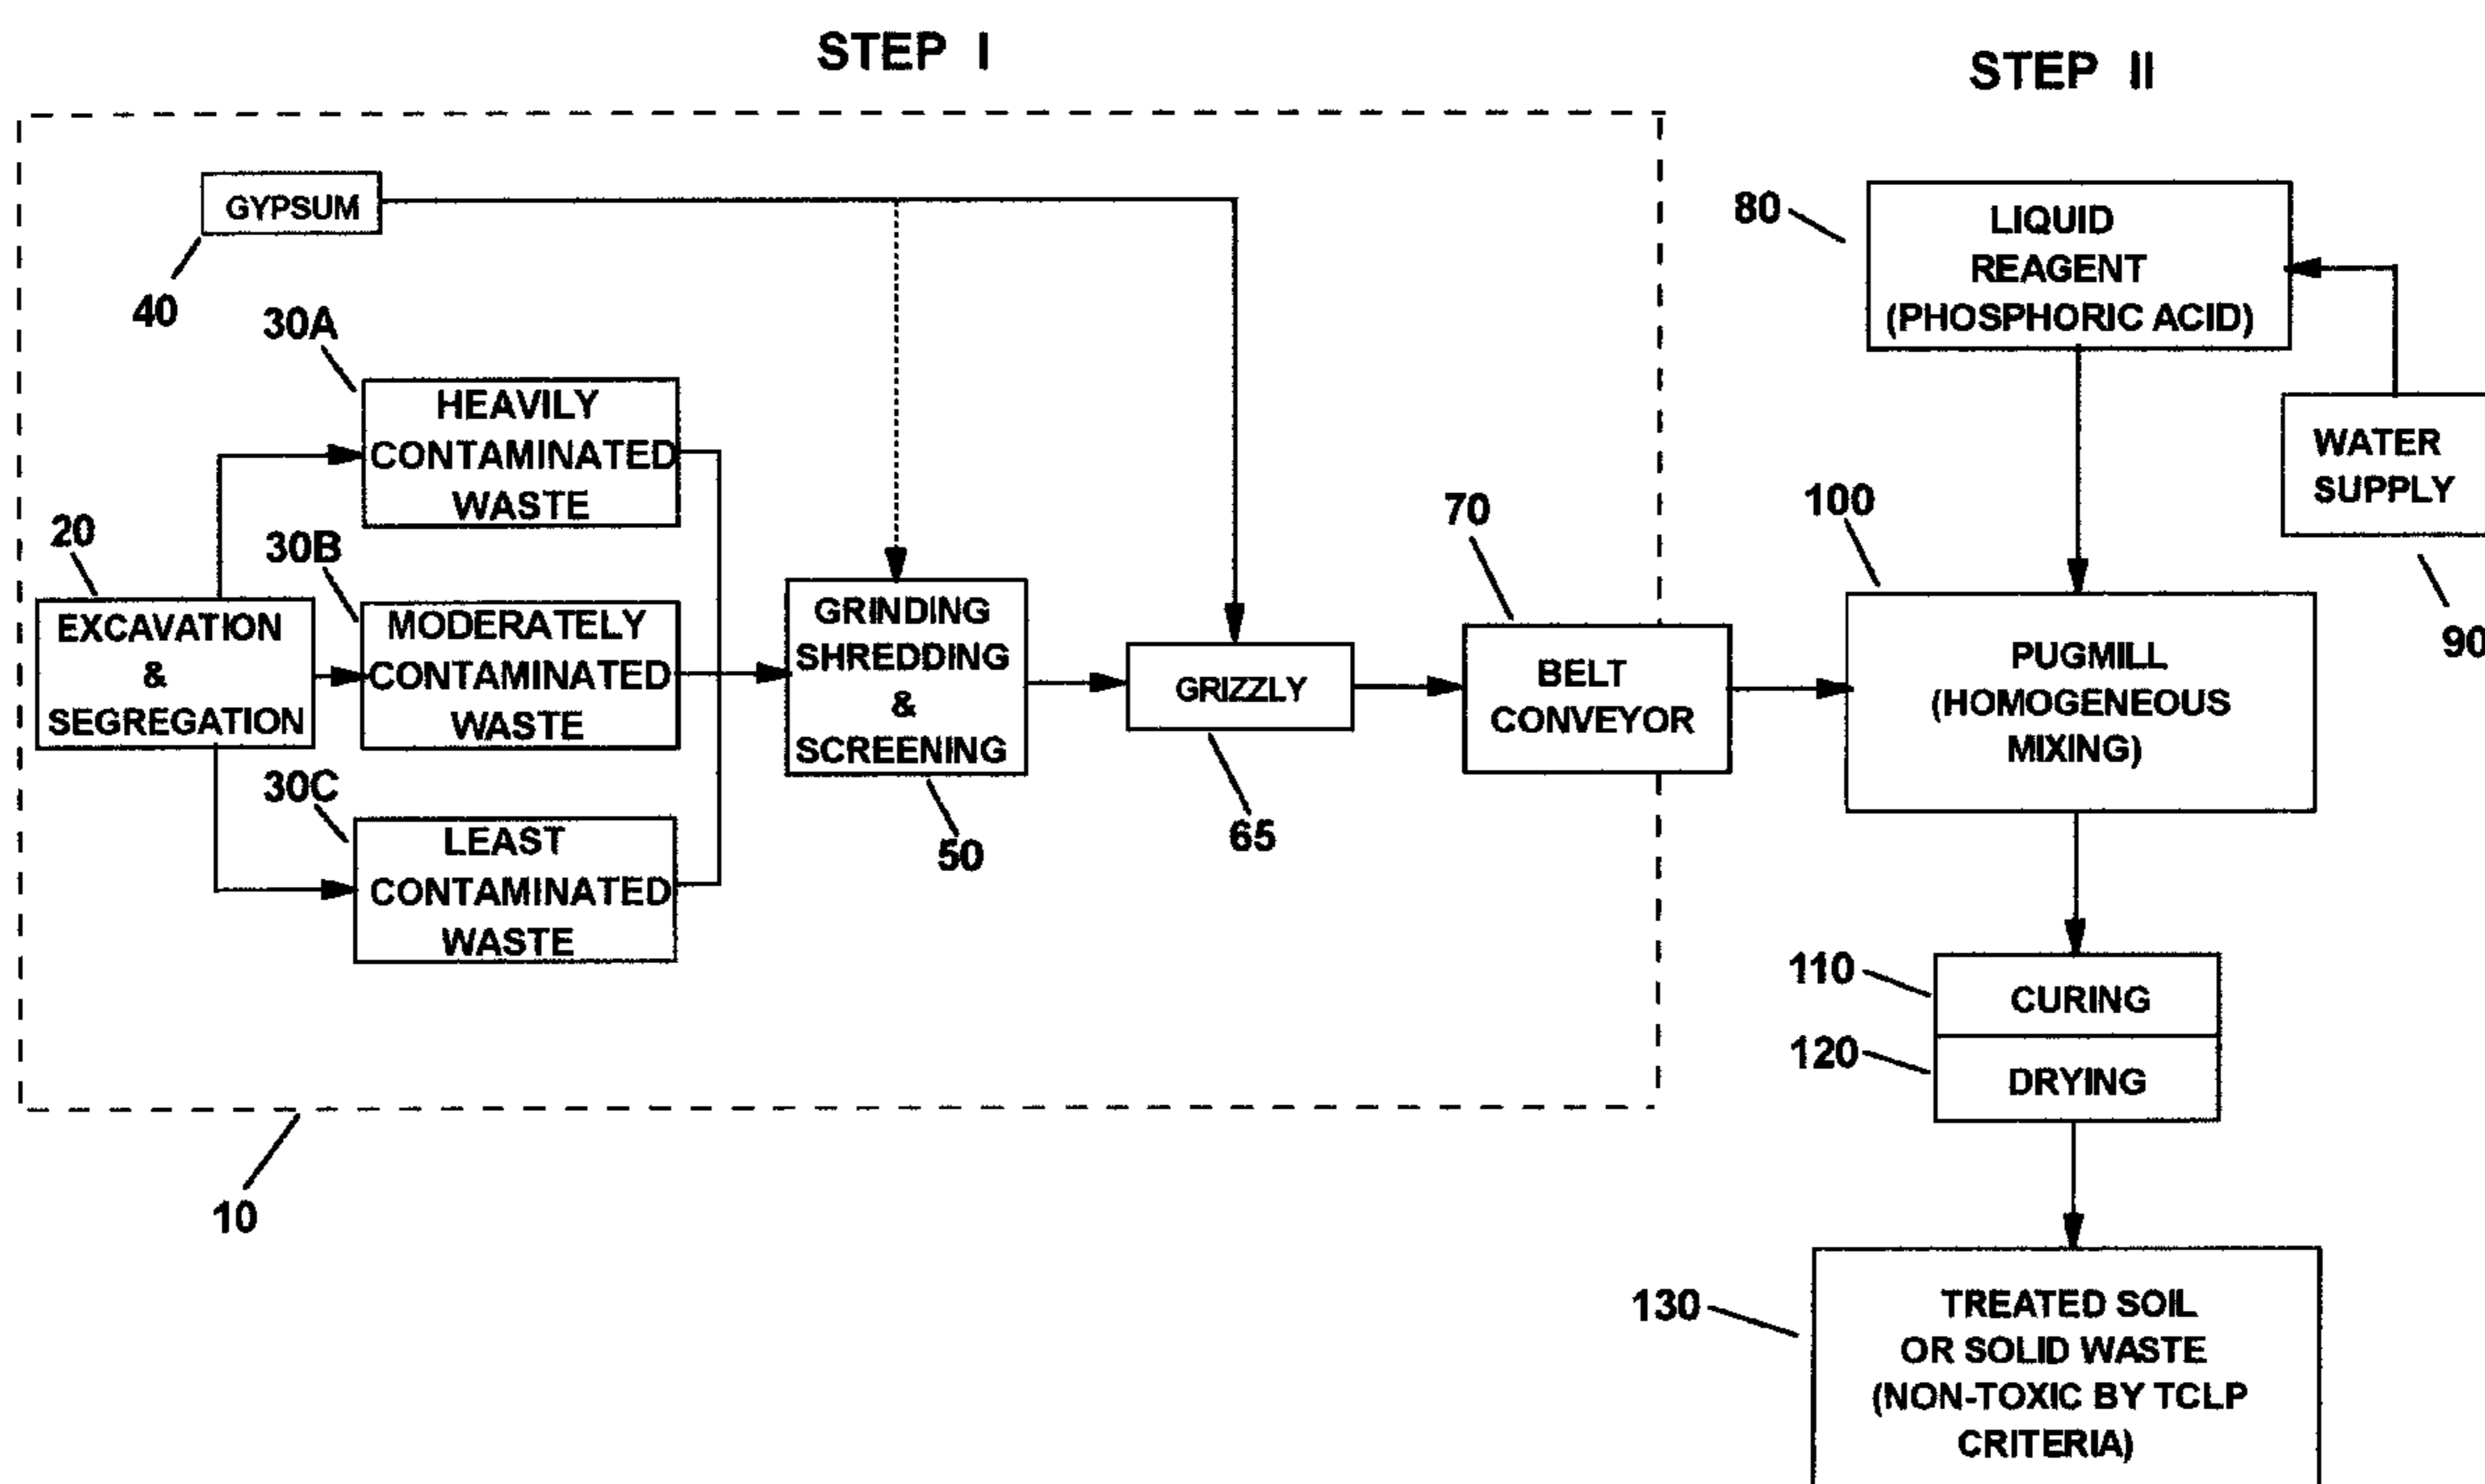 STEP I
STEP II
GYPSUM
40
30A
HEAVILY
CONTAMINATED
WASTE
20
EXCAVATION
&
SEGREGATION
30B
MODERATELY
CONTAMINATED
WASTE
30C
LEAST
CONTAMINATED
WASTE
GRINDING
SHREDDING
&
SCREENING
50
GRIZZLY
65
70
BELT
CONVEYOR
10
80
LIQUID
REAGENT
(PHOSPHORIC ACID)
WATER
SUPPLY
90
100
PUGMILL
(HOMOGENEOUS
MIXING)
110
CURING
120
DRYING
130
TREATED SOIL
OR SOLID WASTE
(NON-TOXIC BY TCLP
CRITERIA)